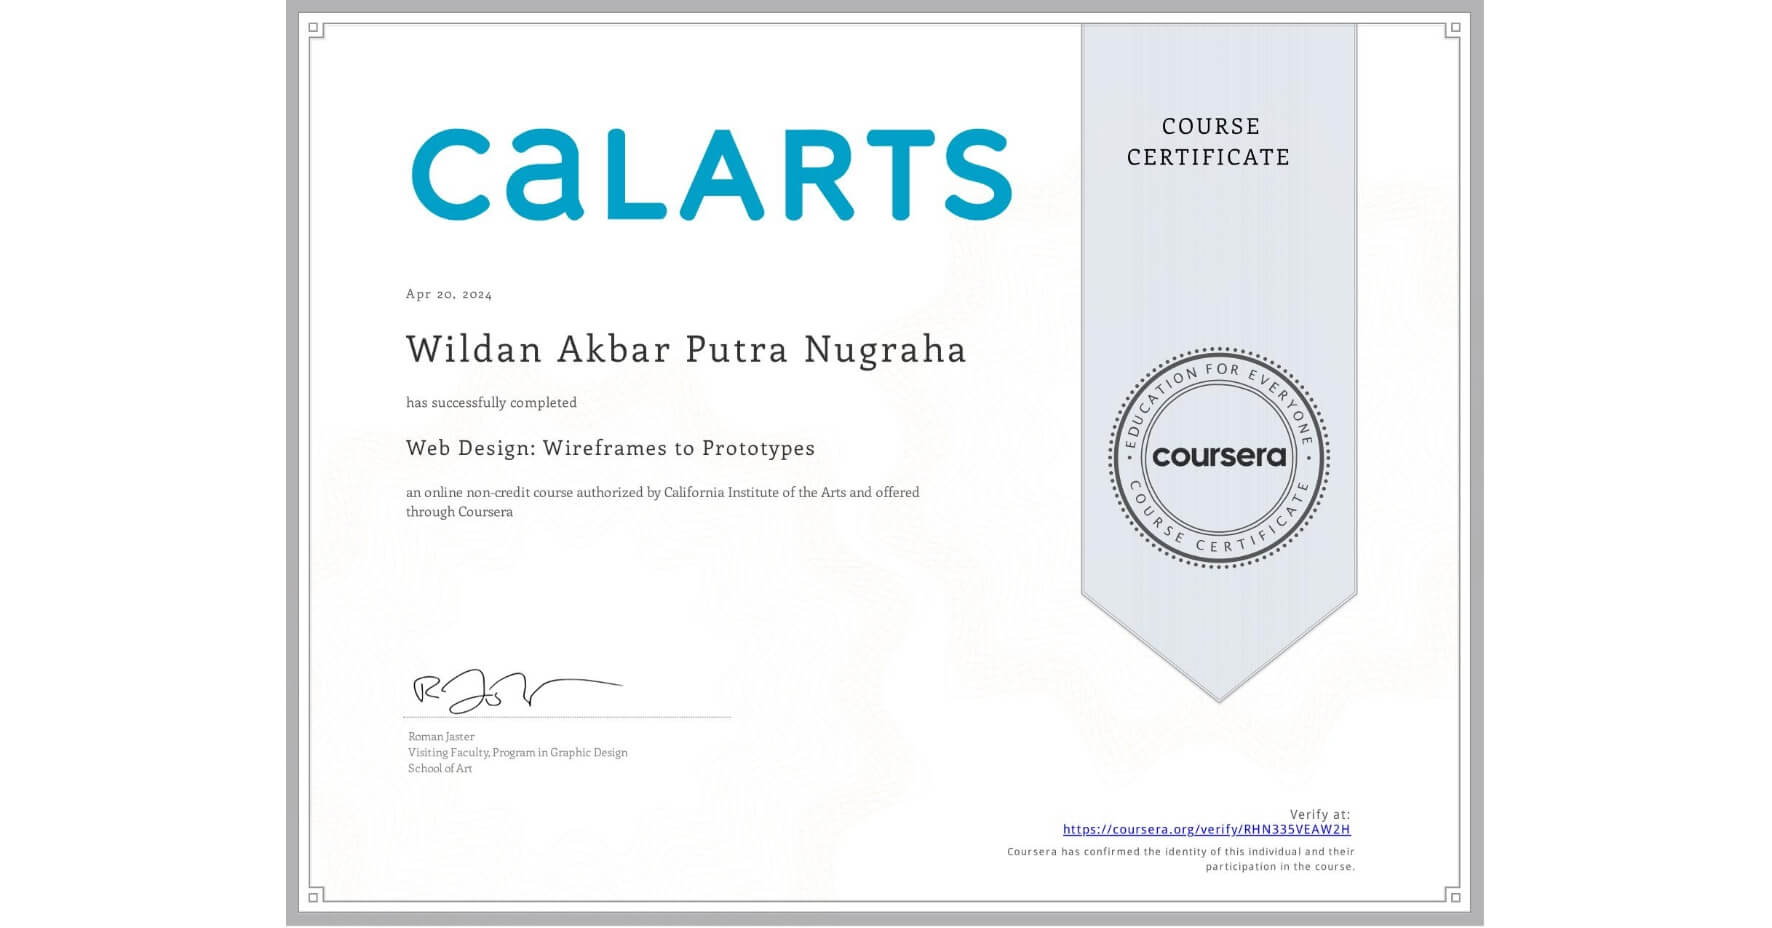 CALARTS
COURSE
CERTIFICATE
Apr 20, 2024
Wildan Akbar Putra Nugraha
has successfully completed
Web Design: Wireframes to Prototypes
an online non-credit course authorized by California Institute of the Arts and offered
through Coursera
EDUCATION FOR EVERYONE
coursera
COURSE CERTIFICATE
Roman Jaster
Visiting Faculty, Program in Graphic Design
School of Art
Verify at:
https://coursera.org/verify/RHN335VEAW2H
Coursera has confirmed the identity of this individual and their
participation in the course.